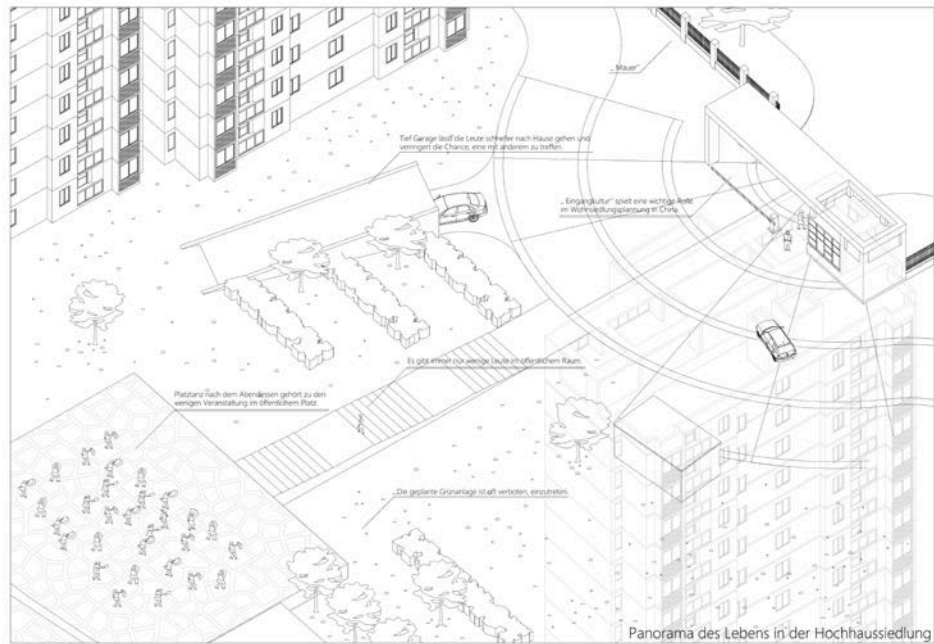 „Mauer“
Tief Garage lässt die Leute schneller nach Hause gehen und
verringert die Chance, eine mit anderem zu treffen.
„Eingangkultur“ spielt eine wichtige Rolle
im Wohnsiedlungsplannung in China.
Es gibt immer nur wenige Leute im öffentlichen Raum.
Platztanz nach dem Abendessen gehört zu den
wenigen Veranstaltung im öffentlichem Platz.
Die geplante Grünanlage ist oft verboten, einzutreten.
Panorama des Lebens in der Hochhaussiedlung